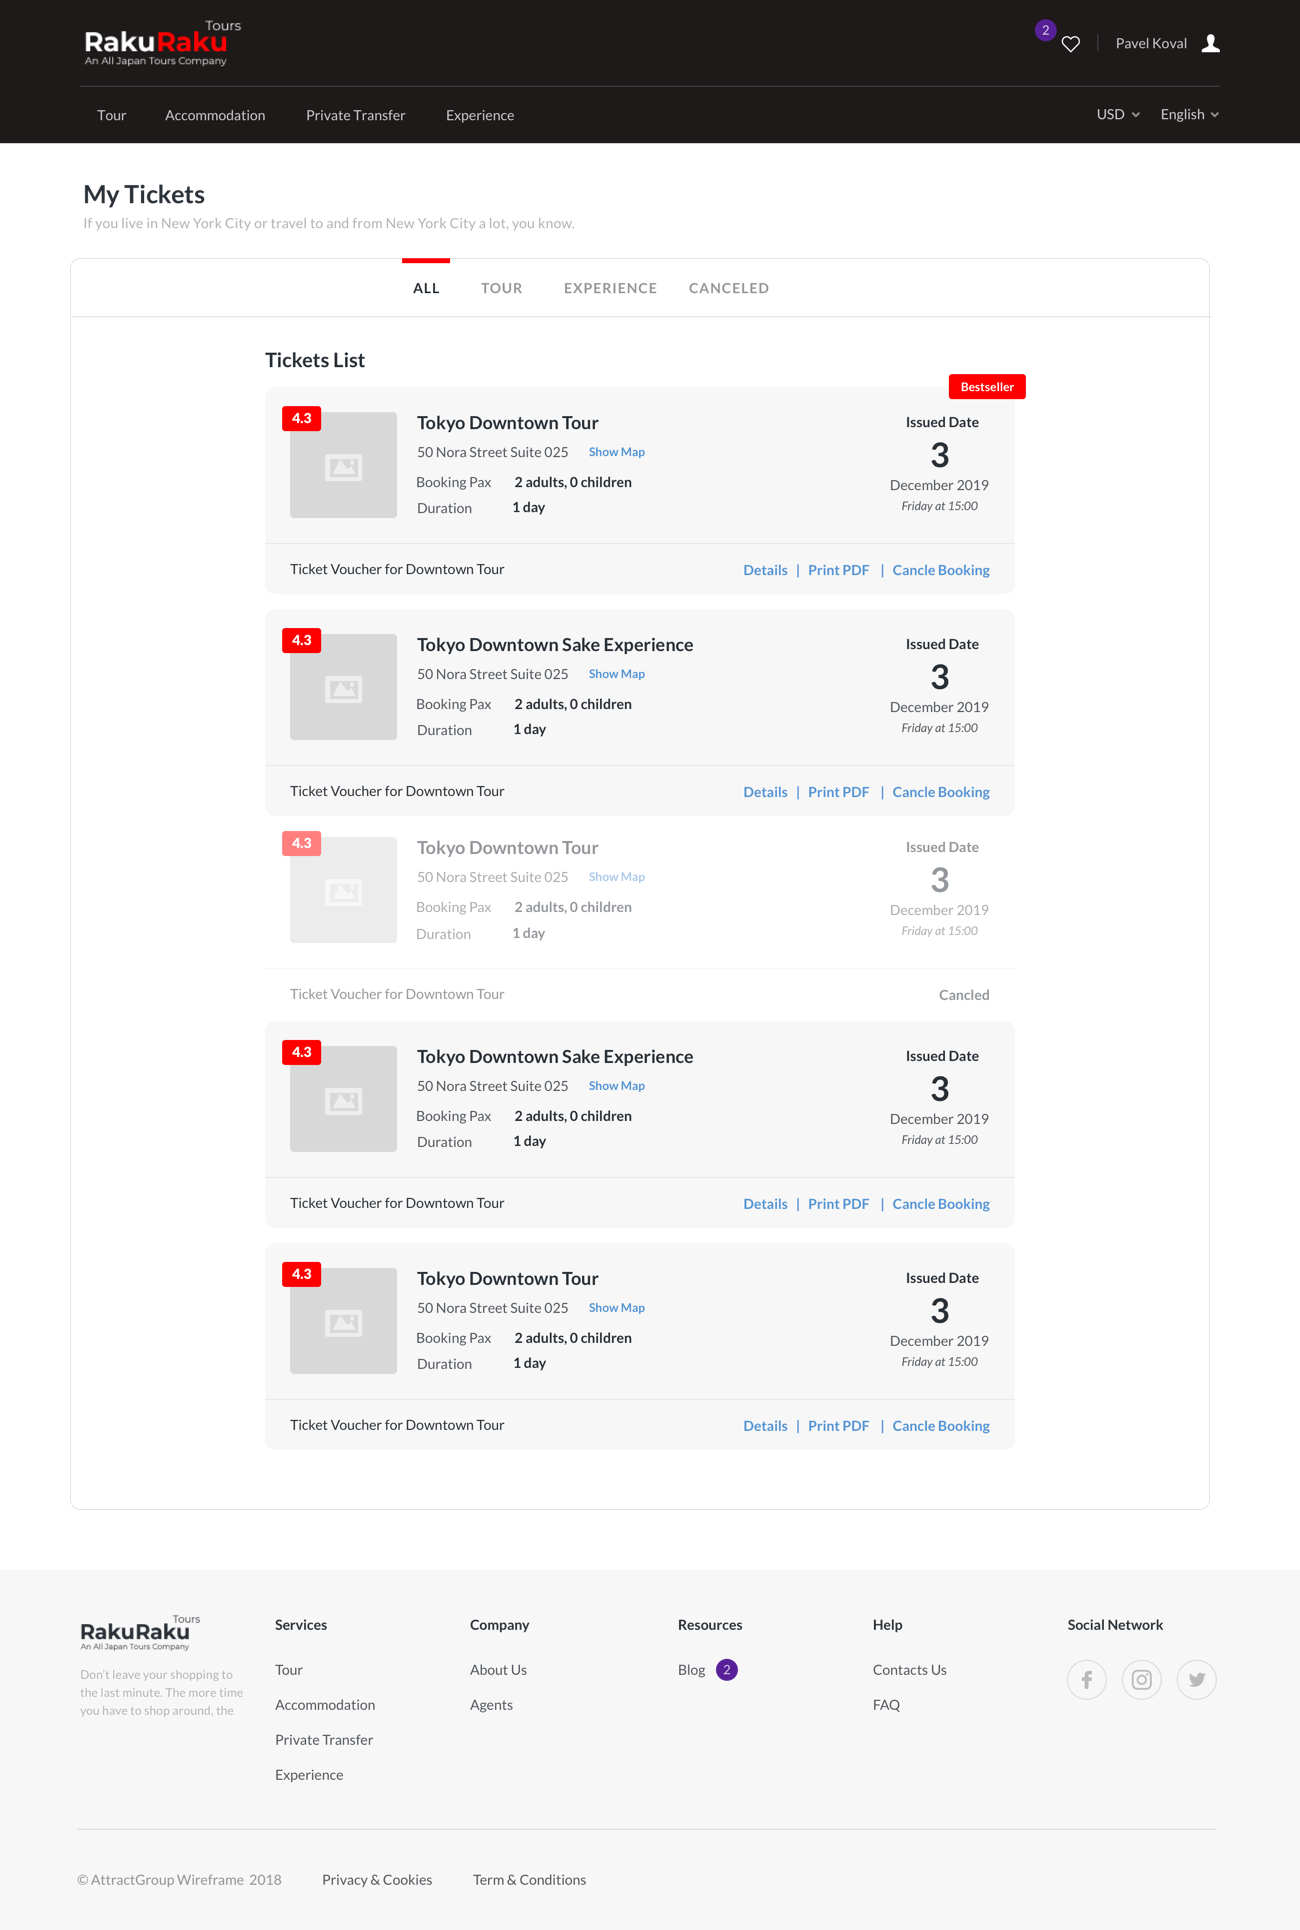 Tours
RakuRaku
An All Japan Tours Company
2
Pavel Koval
Tour Accommodation Private Transfer Experience USD English
My Tickets
If you live in New York City or travel to and from New York City a lot, you know.
ALL TOUR EXPERIENCE CANCELED
Tickets List
Bestseller
4.3
Tokyo Downtown Tour
50 Nora Street Suite 025 Show Map
Booking Pax 2 adults, 0 children
Duration 1 day
Issued Date
3
December 2019
Friday at 15:00
Ticket Voucher for Downtown Tour Details | Print PDF | Cancle Booking
4.3
Tokyo Downtown Sake Experience
50 Nora Street Suite 025 Show Map
Booking Pax 2 adults, 0 children
Duration 1 day
Issued Date
3
December 2019
Friday at 15:00
Ticket Voucher for Downtown Tour Details | Print PDF | Cancle Booking
4.3
Tokyo Downtown Tour
50 Nora Street Suite 025 Show Map
Booking Pax 2 adults, 0 children
Duration 1 day
Issued Date
3
December 2019
Friday at 15:00
Ticket Voucher for Downtown Tour Cancled
4.3
Tokyo Downtown Sake Experience
50 Nora Street Suite 025 Show Map
Booking Pax 2 adults, 0 children
Duration 1 day
Issued Date
3
December 2019
Friday at 15:00
Ticket Voucher for Downtown Tour Details | Print PDF | Cancle Booking
4.3
Tokyo Downtown Tour
50 Nora Street Suite 025 Show Map
Booking Pax 2 adults, 0 children
Duration 1 day
Issued Date
3
December 2019
Friday at 15:00
Ticket Voucher for Downtown Tour Details | Print PDF | Cancle Booking
Tours
RakuRaku
An All Japan Tours Company
Don't leave your shopping to
the last minute. The more time
you have to shop around, the
Services
Tour
Accommodation
Private Transfer
Experience
Company
About Us
Agents
Resources
Blog 2
Help
Contacts Us
FAQ
Social Network
© AttractGroup Wireframe 2018 Privacy & Cookies Term & Conditions